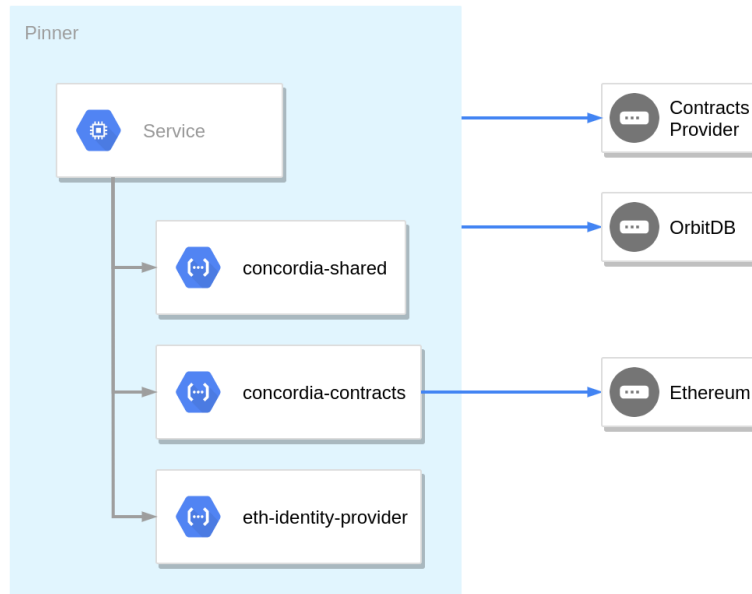 Pinner
Service
Contracts
Provider
OrbitDB
concordia-shared
concordia-contracts
Ethereum
eth-identity-provider